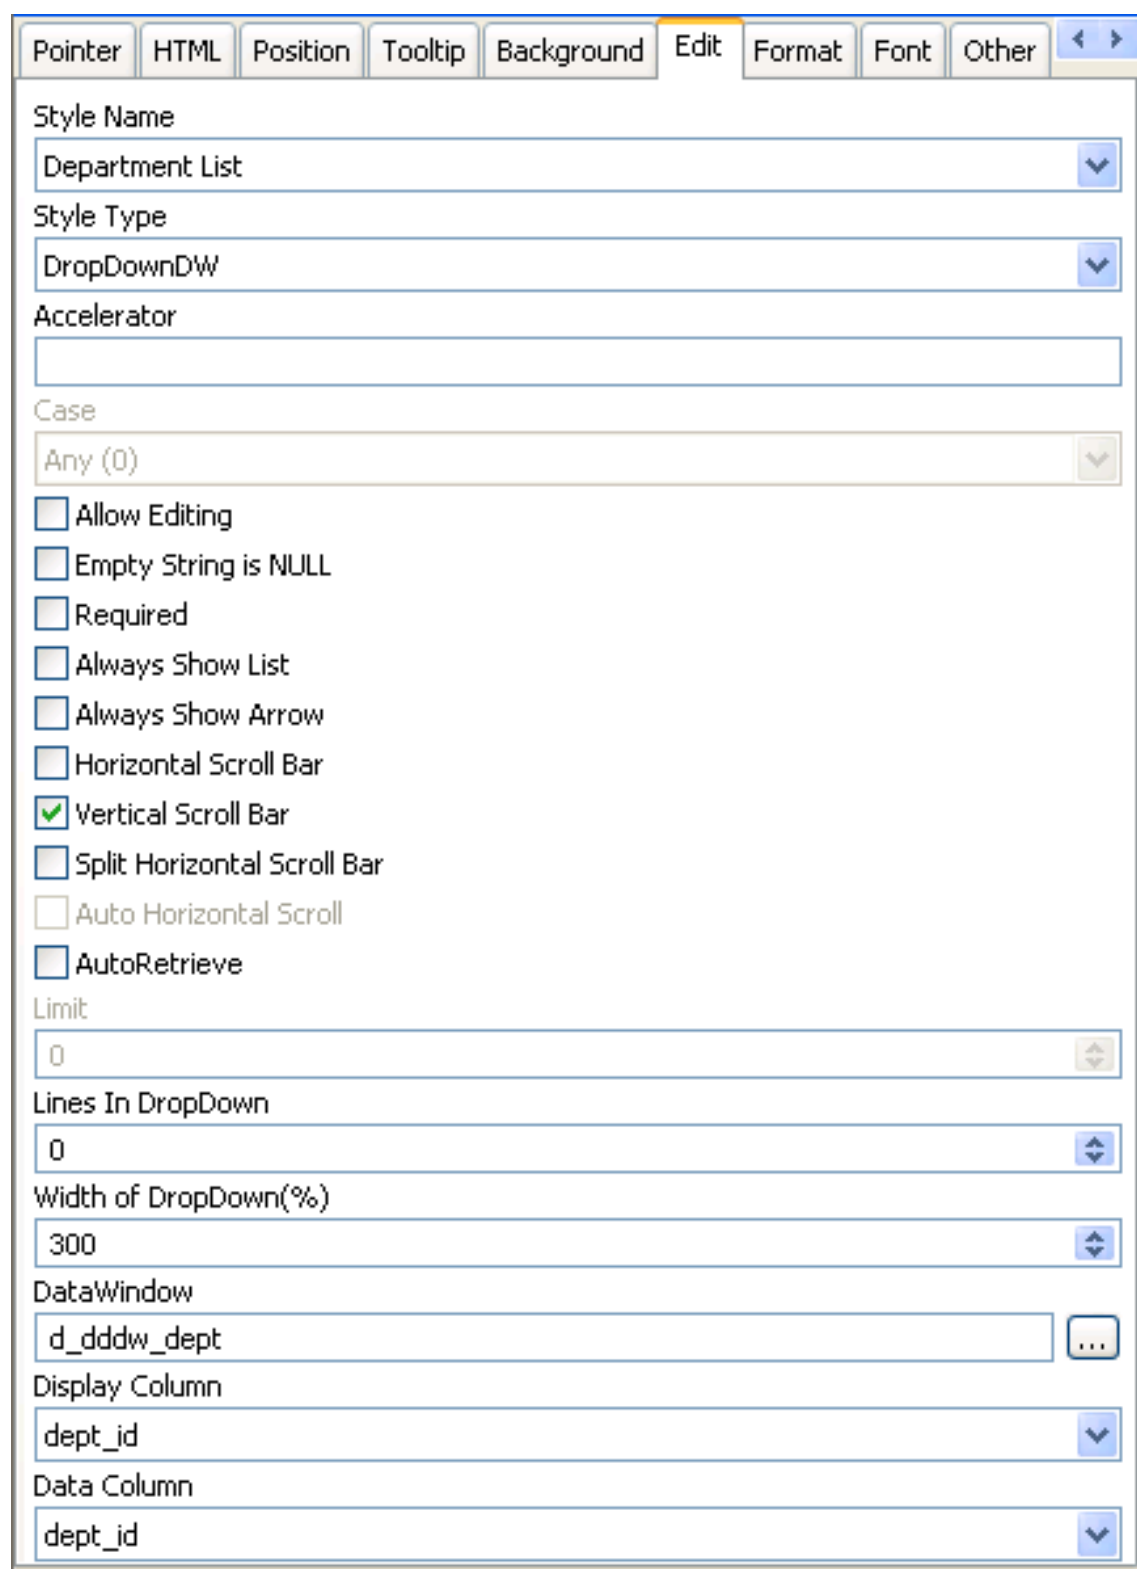 Pointer HTML Position Tooltip Background Edit Format Font Other
Style Name
Department List
Style Type
DropDownDW
Accelerator
Case
Any (0)
Allow Editing
Empty String is NULL
Required
Always Show List
Always Show Arrow
Horizontal Scroll Bar
Vertical Scroll Bar
Split Horizontal Scroll Bar
Auto Horizontal Scroll
AutoRetrieve
Limit
0
Lines In DropDown
0
Width of DropDown(%)
300
DataWindow
d_dddw_dept ...
Display Column
dept_id
Data Column
dept_id